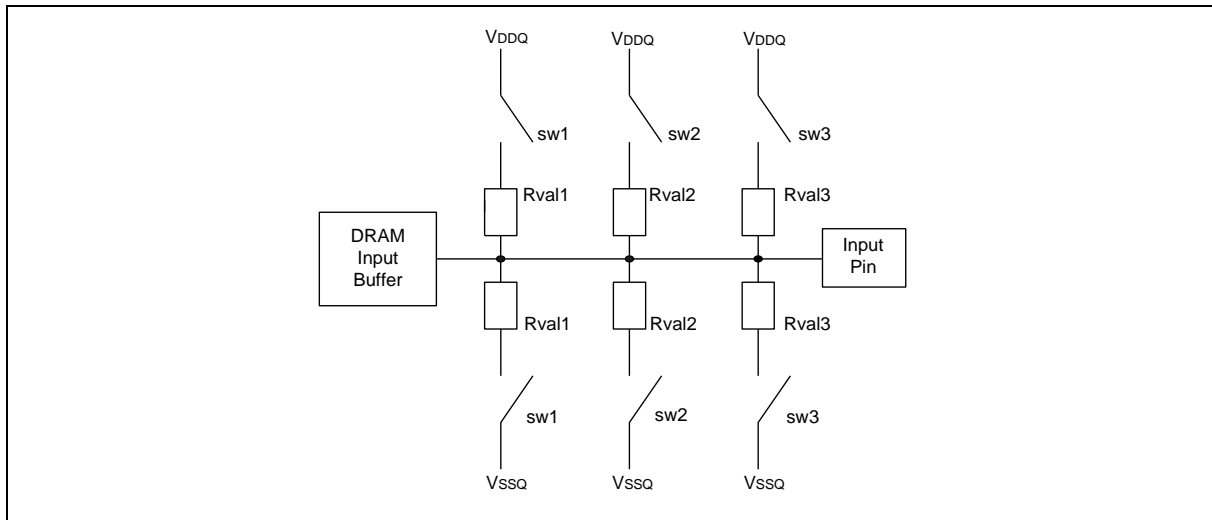 VDDQ VDDQ VDDQ
sw1 sw2 sw3
Rval1 Rval2 Rval3
DRAM
Input
Buffer
Input
Pin
Rval1 Rval2 Rval3
sw1 sw2 sw3
VSSQ VSSQ VSSQ